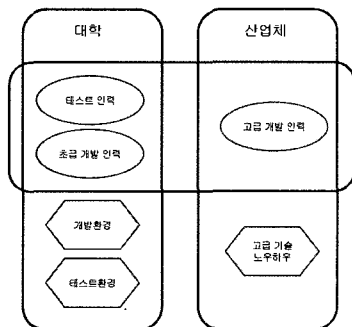 대학
산업체
테스트 인력
고급 개발 인력
초급 개발 인력
개발환경
고급 기술
노우하우
테스트환경